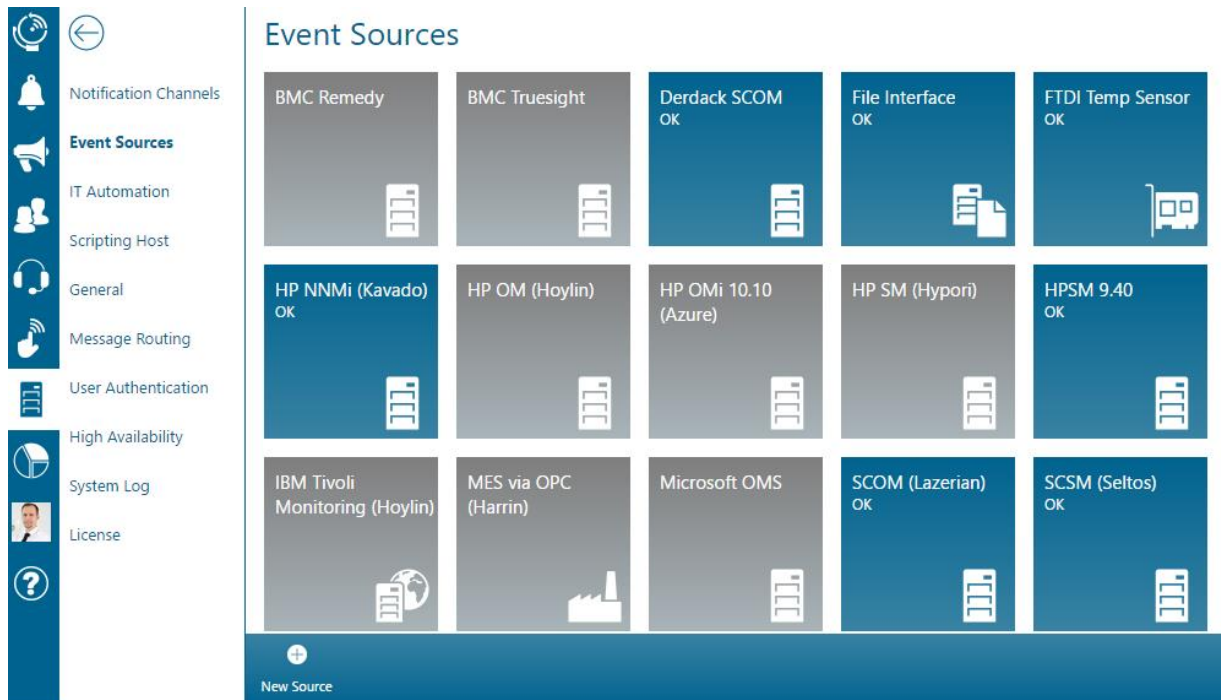 Event Sources
Notification Channels
Event Sources
IT Automation
Scripting Host
General
Message Routing
User Authentication
High Availability
System Log
License
BMC Remedy
BMC Truesight
Derdack SCOM
OK
File Interface
OK
FTDI Temp Sensor
OK
HP NNMi (Kavado)
OK
HP OM (Hoylin)
HP OMi 10.10
(Azure)
HP SM (Hypori)
HPSM 9.40
OK
IBM Tivoli
Monitoring (Hoylin)
MES via OPC
(Harrin)
Microsoft OMS
SCOM (Lazerian)
OK
SCSM (Seltos)
OK
?
New Source